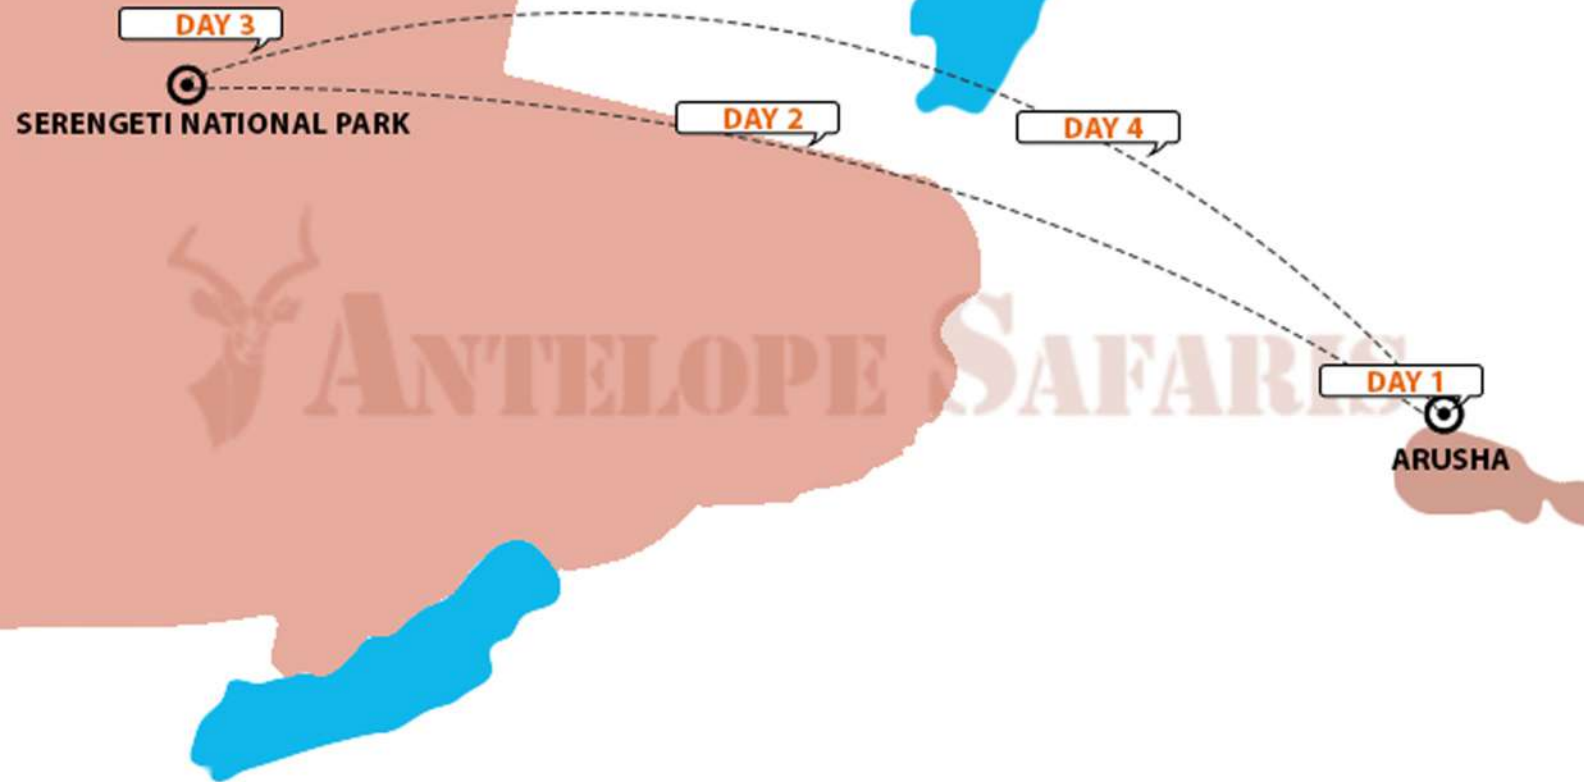 DAY 3
SERENGETI NATIONAL PARK
DAY 2
DAY 4
ANTELOPE SAFARIS
DAY 1
ARUSHA